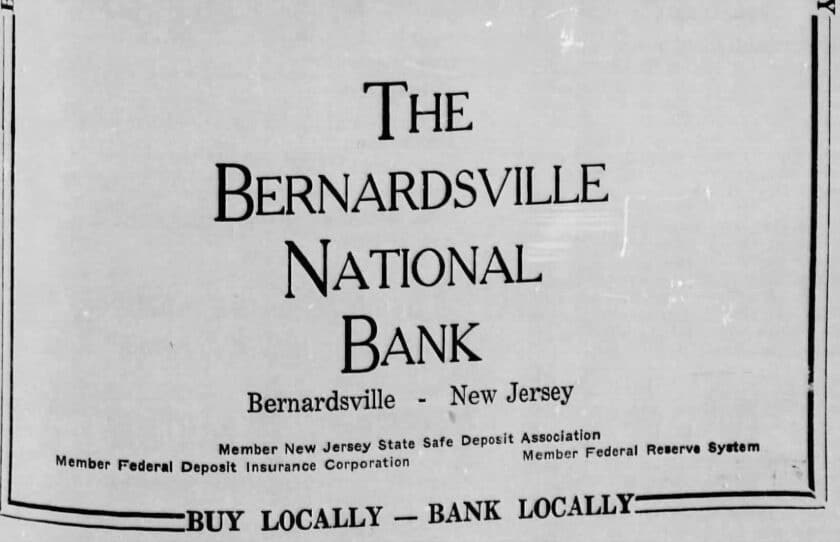 THE
BERNARDSVILLE
NATIONAL
BANK
Bernardsville - New Jersey
Member New Jersey State Safe Deposit Association
Member Federal Deposit Insurance Corporation Member Federal Reserve System
BUY LOCALLY — BANK LOCALLY